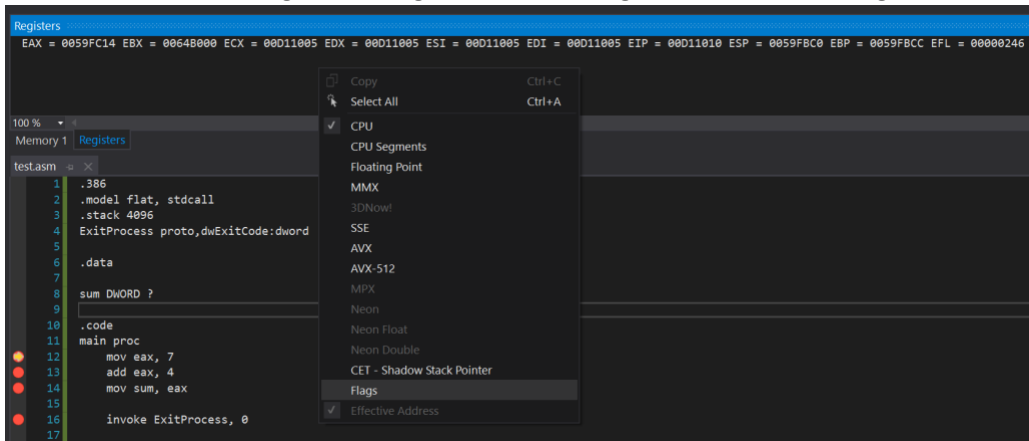 Registers
EAX = 0059FC14 EBX = 0064B000 ECX = 00D11005 EDX = 00D11005 ESI = 00D11005 EDI = 00D11005 EIP = 00D11010 ESP = 0059FBC0 EBP = 0059FBCC EFL = 00000246
Copy Ctrl+C
Select All Ctrl+A
CPU
CPU Segments
Floating Point
MMX
3DNow!
SSE
AVX
AVX-512
MPX
Neon
Neon Float
Neon Double
CET - Shadow Stack Pointer
Flags
Effective Address
100 %
Memory 1 Registers
test.asm
1 .386
2 .model flat, stdcall
3 .stack 4096
4 ExitProcess proto,dwExitCode:dword
5
6 .data
7
8 sum DWORD ?
9
10 .code
11 main proc
12 mov eax, 7
13 add eax, 4
14 mov sum, eax
15
16 invoke ExitProcess, 0
17